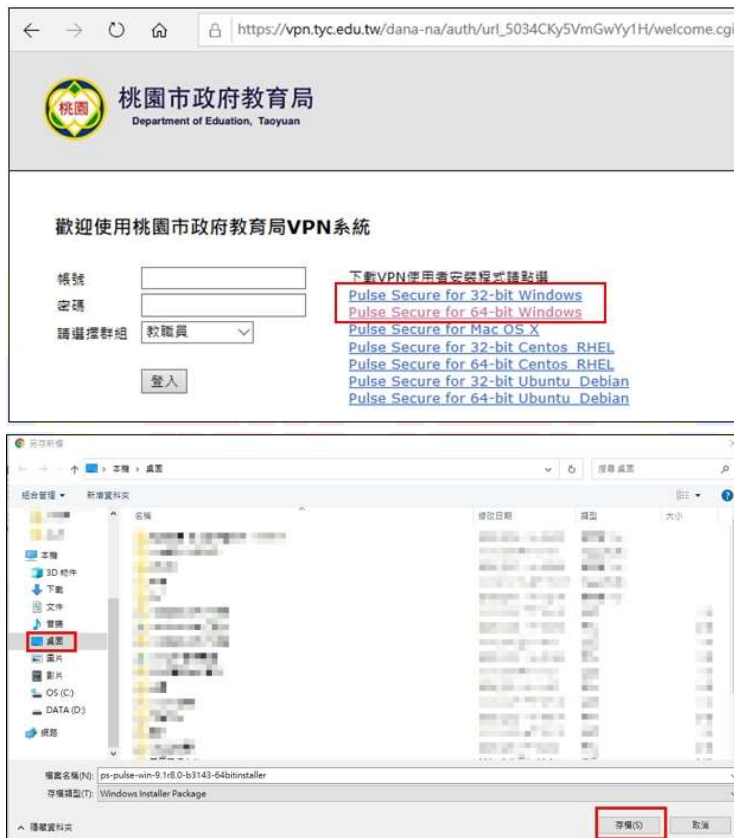 https://vpn.tyc.edu.tw/dana-na/auth/url_5034CKy5VmGwYy1H/welcome.cgi
桃園
桃園市政府教育局
Department of Eduation, Taoyuan
歡迎使用桃園市政府教育局VPN系統
帳號
密碼
請選擇群組 教職員
登入
下載VPN使用者安裝程式請點選
Pulse Secure for 32-bit Windows
Pulse Secure for 64-bit Windows
Pulse Secure for Mac OS X
Pulse Secure for 32-bit Centos_RHEL
Pulse Secure for 64-bit Centos_RHEL
Pulse Secure for 32-bit Ubuntu_Debian
Pulse Secure for 64-bit Ubuntu_Debian
另存新檔
本機 › 桌面
搜尋 桌面
組合管理 新增資料夾
名稱 修改日期 類型 大小
本機
3D 物件
下載
文件
音樂
桌面
圖片
影片
OS (C:)
DATA (D:)
網路
檔案名稱(N): ps-pulse-win-9.1r8.0-b3143-64bitinstaller
存檔類型(T): Windows Installer Package
隱藏資料夾
存檔(S) 取消